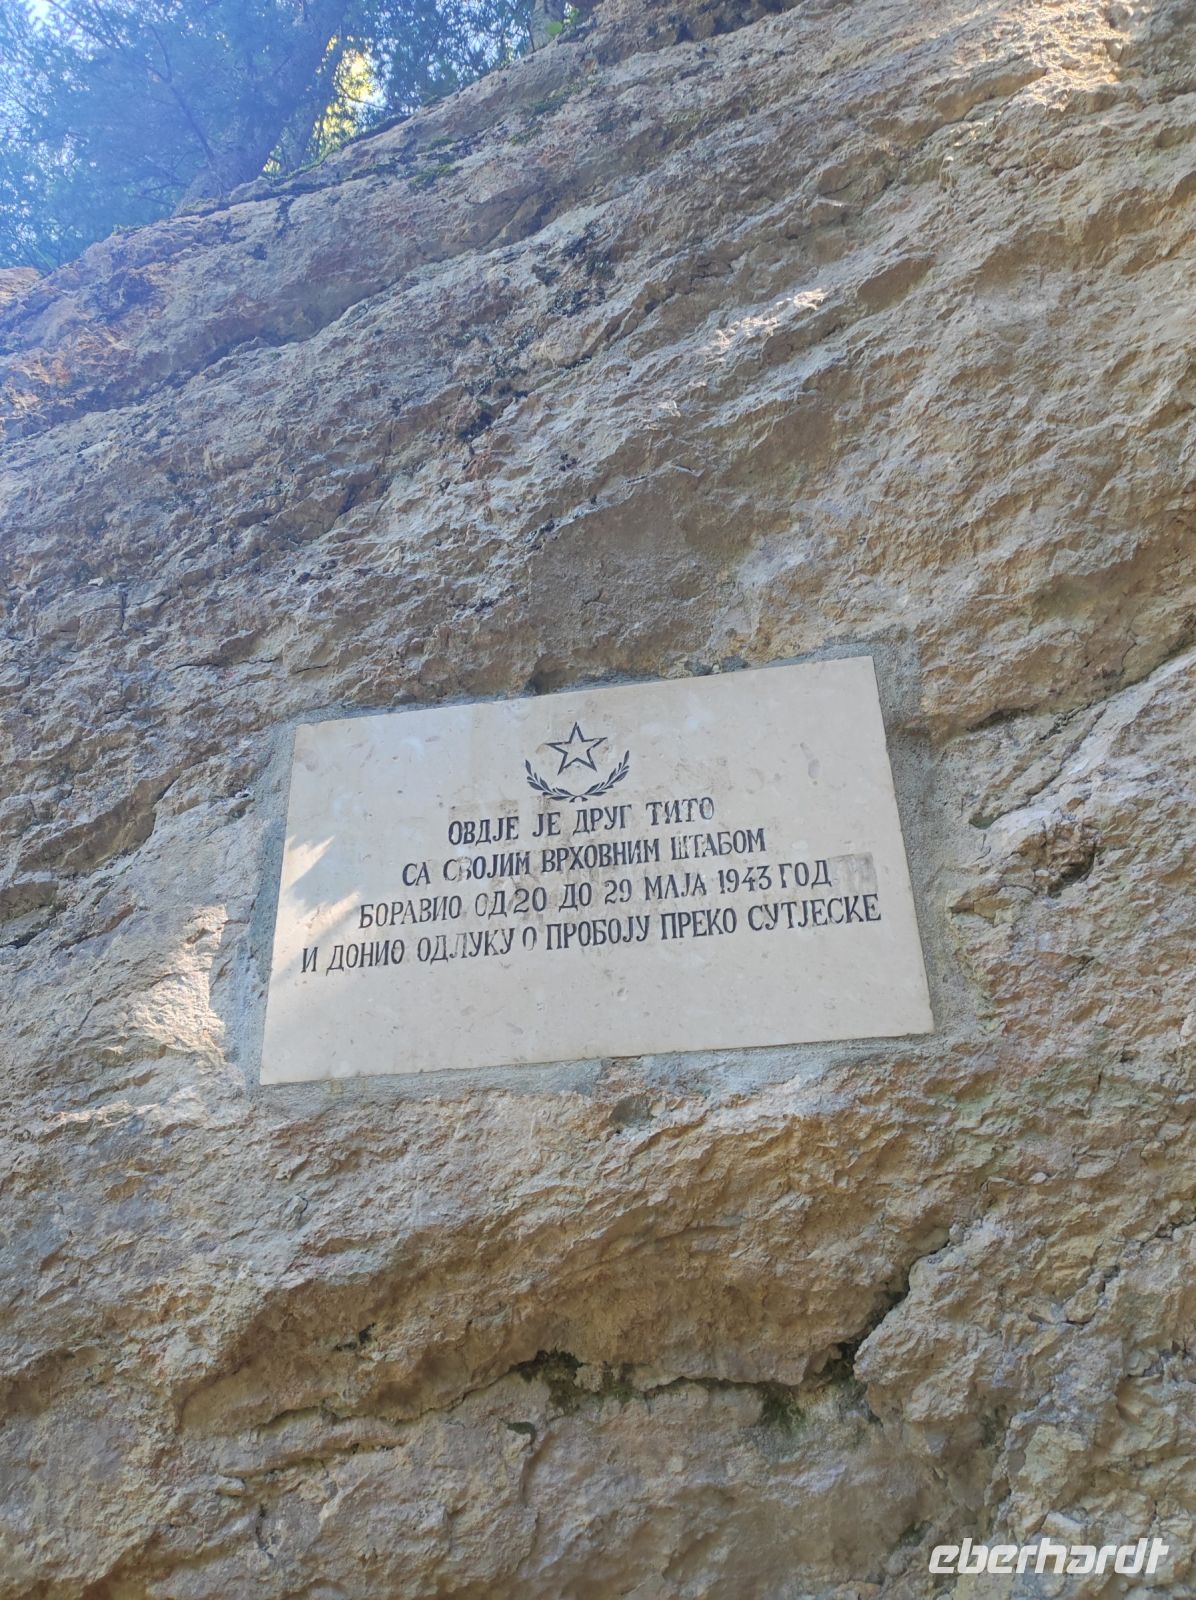 ОВДЈЕ ЈЕ ДРУГ ТИТО
СА СВОЈИМ ВРХОВНИМ ШТАБОМ
БОРАВИО ОД 20 ДО 29 МАЈА 1943 ГОД
И ДОНИО ОДЛУКУ О ПРОБОЈУ ПРЕКО СУТЈЕСКЕ
eberhardt